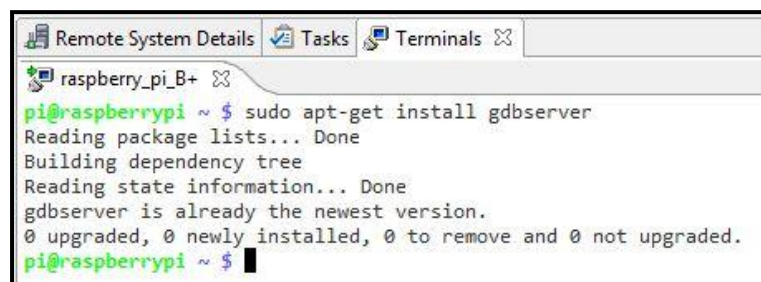 Remote System Details Tasks Terminals
raspberry_pi_B+
pi@raspberrypi ~ $ sudo apt-get install gdbserver
Reading package lists... Done
Building dependency tree
Reading state information... Done
gdbserver is already the newest version.
0 upgraded, 0 newly installed, 0 to remove and 0 not upgraded.
pi@raspberrypi ~ $